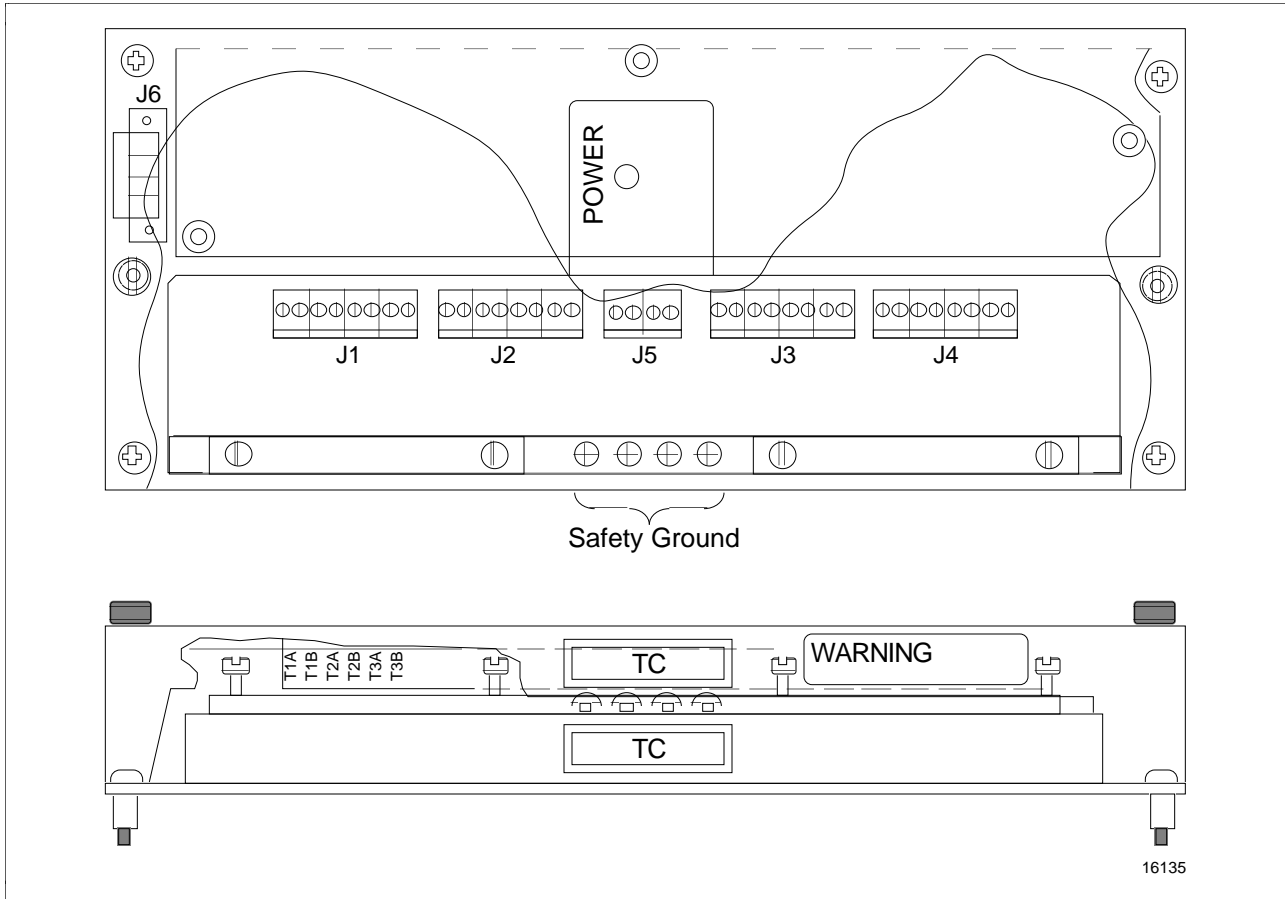 J6
POWER
J1
J2
J5
J3
J4
Safety Ground
T1A
T1B
T2A
T2B
T3A
T3B
TC
WARNING
TC
16135